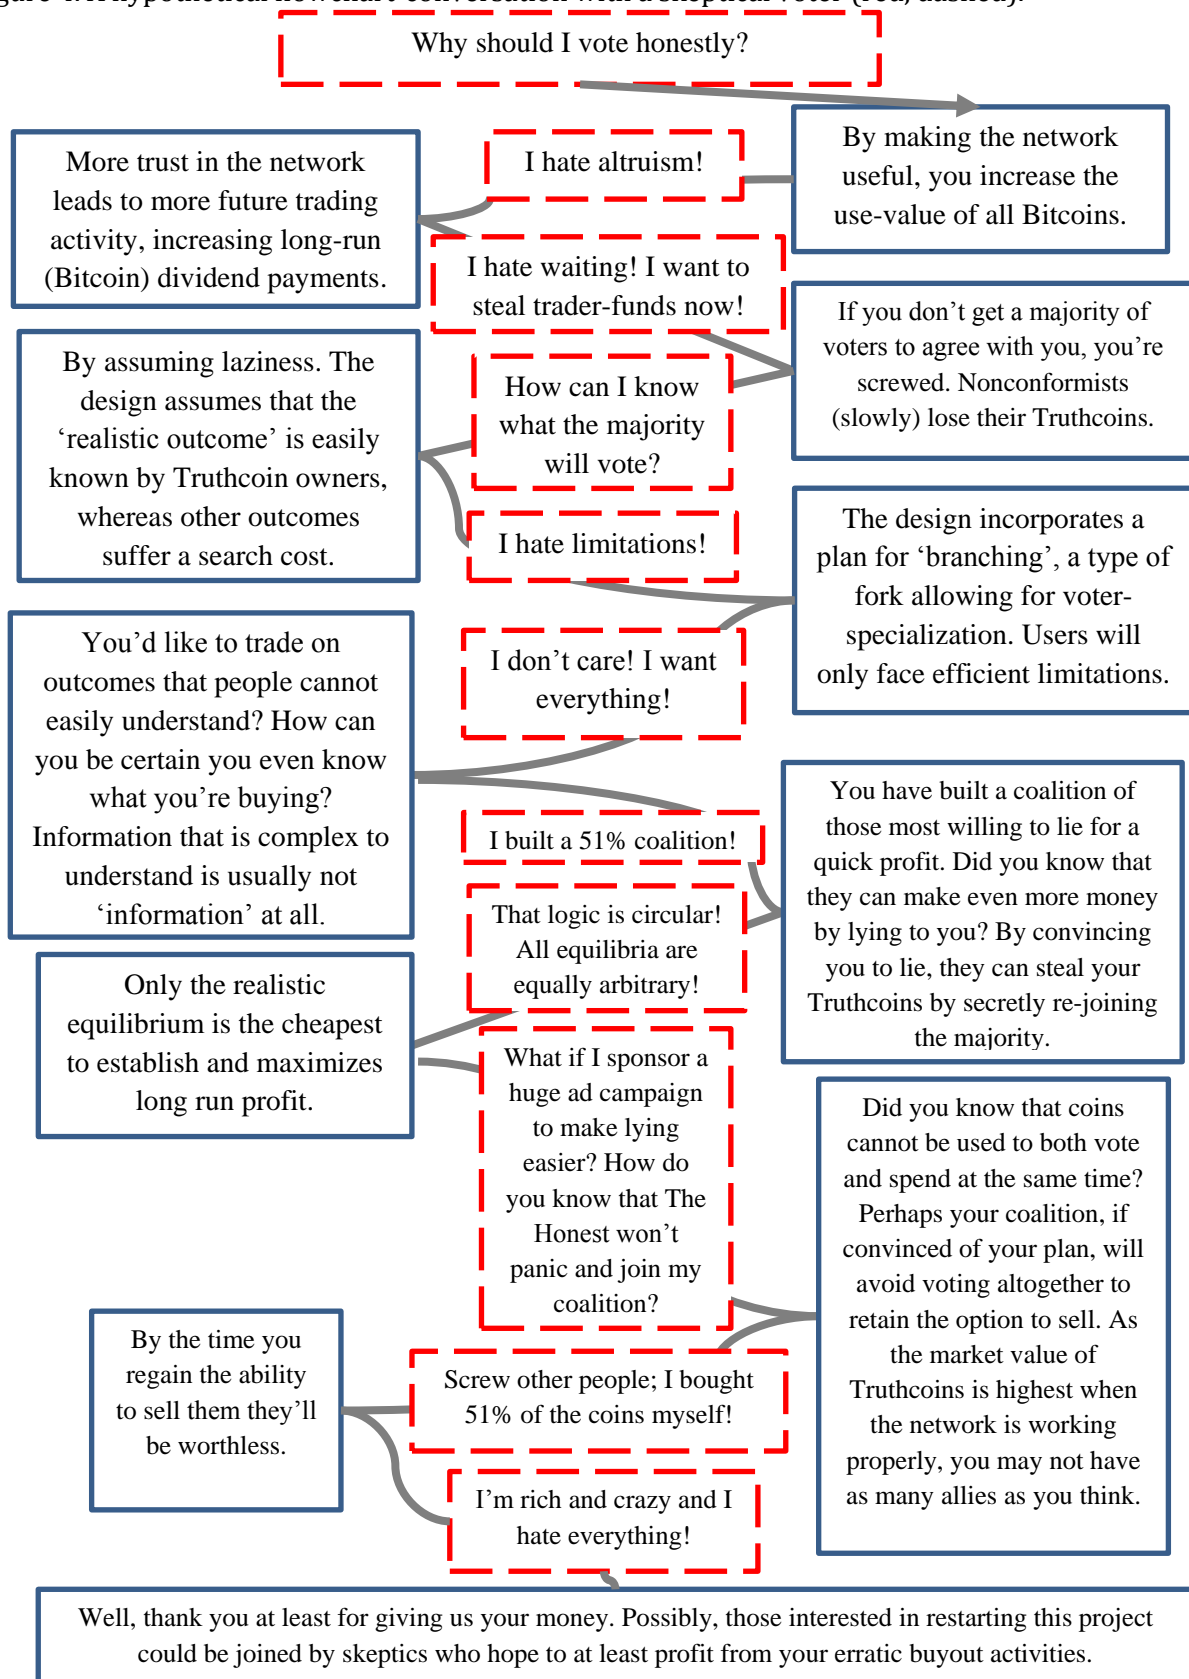 Figure 4. A hypothetical flowchart conversation with a skeptical voter (red, dashed).
Why should I vote honestly?
By making the network
useful, you increase the
use-value of all Bitcoins.
I hate altruism!
More trust in the network
leads to more future trading
activity, increasing long-run
(Bitcoin) dividend payments.
I hate waiting! I want to
steal trader-funds now!
If you don’t get a majority of
voters to agree with you, you’re
screwed. Nonconformists
(slowly) lose their Truthcoins.
How can I know
what the majority
will vote?
By assuming laziness. The
design assumes that the
‘realistic outcome’ is easily
known by Truthcoin owners,
whereas other outcomes
suffer a search cost.
I hate limitations!
The design incorporates a
plan for ‘branching’, a type of
fork allowing for voter-
specialization. Users will
only face efficient limitations.
I don’t care! I want
everything!
You’d like to trade on
outcomes that people cannot
easily understand? How can
you be certain you even know
what you’re buying?
Information that is complex to
understand is usually not
‘information’ at all.
I built a 51% coalition!
You have built a coalition of
those most willing to lie for a
quick profit. Did you know that
they can make even more money
by lying to you? By convincing
you to lie, they can steal your
Truthcoins by secretly re-joining
the majority.
That logic is circular!
All equilibria are
equally arbitrary!
Only the realistic
equilibrium is the cheapest
to establish and maximizes
long run profit.
What if I sponsor a
huge ad campaign
to make lying
easier? How do
you know that The
Honest won’t
panic and join my
coalition?
Did you know that coins
cannot be used to both vote
and spend at the same time?
Perhaps your coalition, if
convinced of your plan, will
avoid voting altogether to
retain the option to sell. As
the market value of
Truthcoins is highest when
the network is working
properly, you may not have
as many allies as you think.
Screw other people; I bought
51% of the coins myself!
By the time you
regain the ability
to sell them they’ll
be worthless.
I’m rich and crazy and I
hate everything!
Well, thank you at least for giving us your money. Possibly, those interested in restarting this project
could be joined by skeptics who hope to at least profit from your erratic buyout activities.